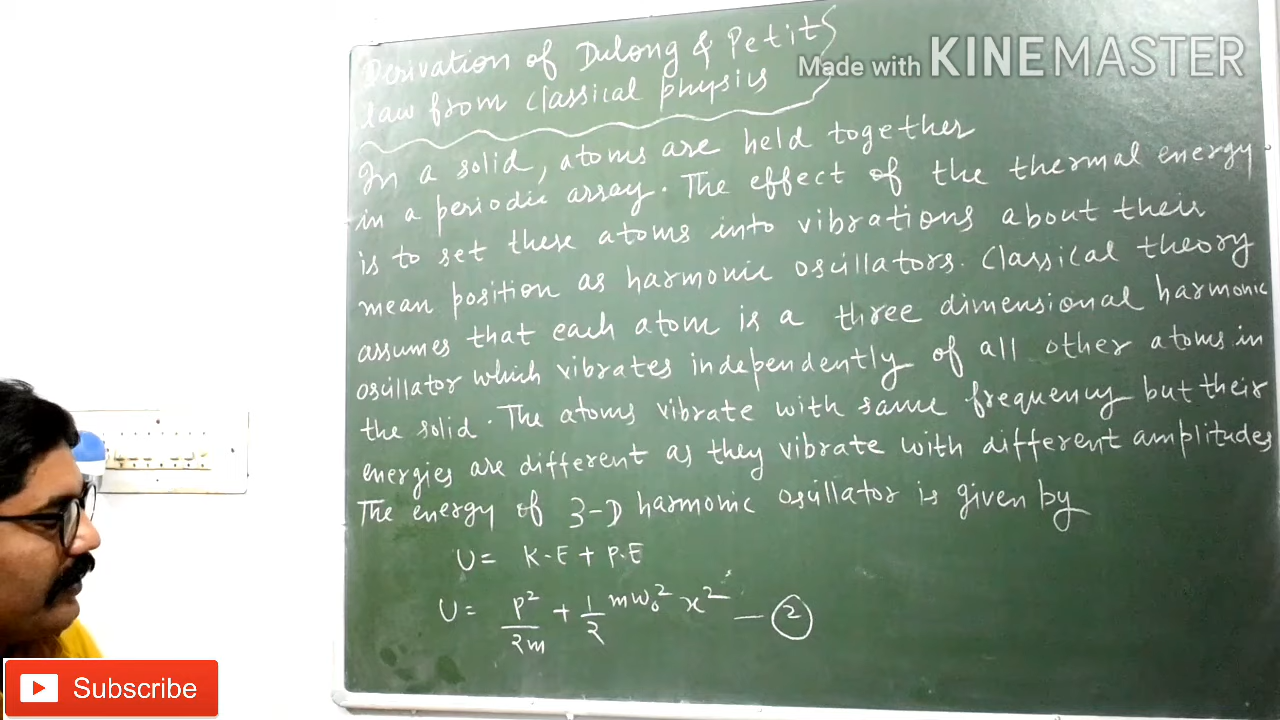 Derivation of Dulong & Petits
law from classical physics
Made with KINEMASTER
In a solid, atoms are held together
in a periodic array. The effect of the thermal energy
is to set these atoms into vibrations about their
mean position as harmonic oscillators. Classical theory
assumes that each atom is a three dimensional harmonic
oscillator which vibrates independently of all other atoms in
the solid. The atoms vibrate with same frequency but their
energies are different as they vibrate with different amplitudes
The energy of 3-D harmonic oscillator is given by
U = K.E + P.E
U = p²/2m + 1/2 mω₀² x² — ②
Subscribe